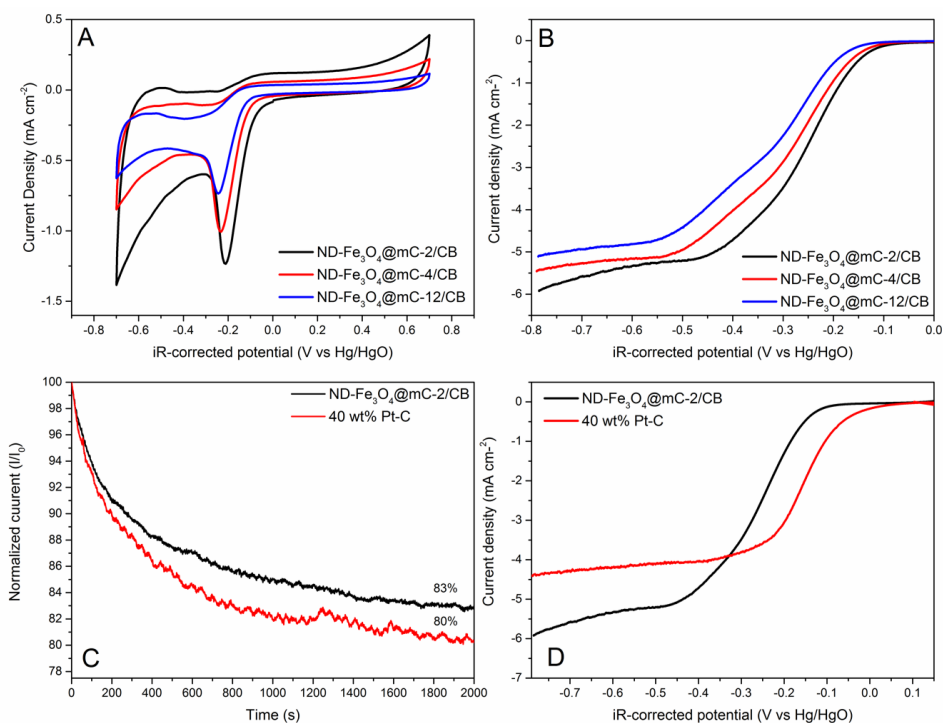 A
Current Density (mA cm-2)
0.5
0.0
-0.5
-1.0
-1.5
ND-Fe3O4@mC-2/CB
ND-Fe3O4@mC-4/CB
ND-Fe3O4@mC-12/CB
-0.8 -0.6 -0.4 -0.2 0.0 0.2 0.4 0.6 0.8
iR-corrected potential (V vs Hg/HgO)
B
Current density (mA cm-2)
0
-1
-2
-3
-4
-5
-6
ND-Fe3O4@mC-2/CB
ND-Fe3O4@mC-4/CB
ND-Fe3O4@mC-12/CB
-0.8 -0.7 -0.6 -0.5 -0.4 -0.3 -0.2 -0.1 0.0
iR-corrected potential (V vs Hg/HgO)
Normalized cuurent (I/I0)
100
98
96
94
92
90
88
86
84
82
80
78
ND-Fe3O4@mC-2/CB
40 wt% Pt-C
83%
80%
C
0 200 400 600 800 1000 1200 1400 1600 1800 2000
Time (s)
Current density (mA cm-2)
0
-1
-2
-3
-4
-5
-6
-7
ND-Fe3O4@mC-2/CB
40 wt% Pt-C
D
-0.7 -0.6 -0.5 -0.4 -0.3 -0.2 -0.1 0.0 0.1
iR-corrected potential (V vs Hg/HgO)